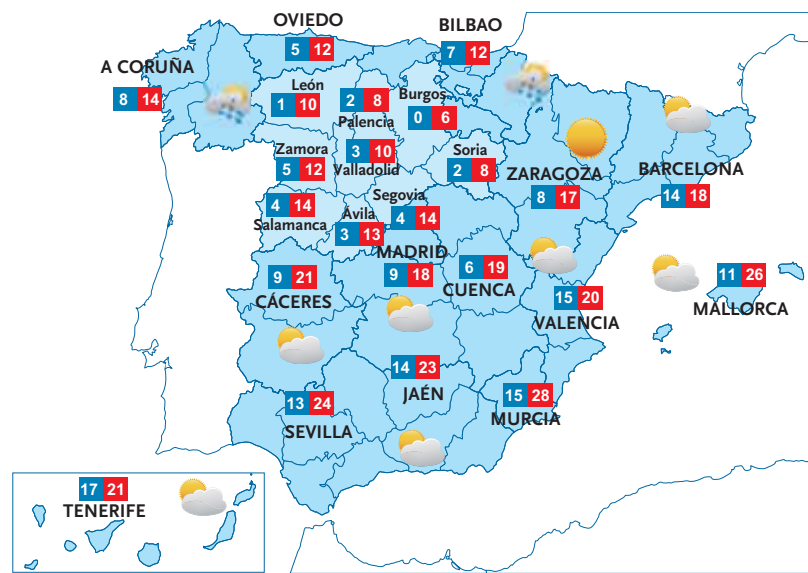 OVIEDO
5 12
BILBAO
7 12
A CORUÑA
8 14
León
1 10
2 8
Palencia
Burgos
0 6
Zamora
5 12
3 10
Valladolid
Soria
2 8
ZARAGOZA
8 17
BARCELONA
14 18
4 14
Salamanca
Ávila
3 13
Segovia
4 14
MADRID
9 18
6 19
CUENCA
9 21
CÁCERES
15 20
VALENCIA
11 26
MALLORCA
14 23
JAÉN
13 24
SEVILLA
15 28
MURCIA
17 21
TENERIFE